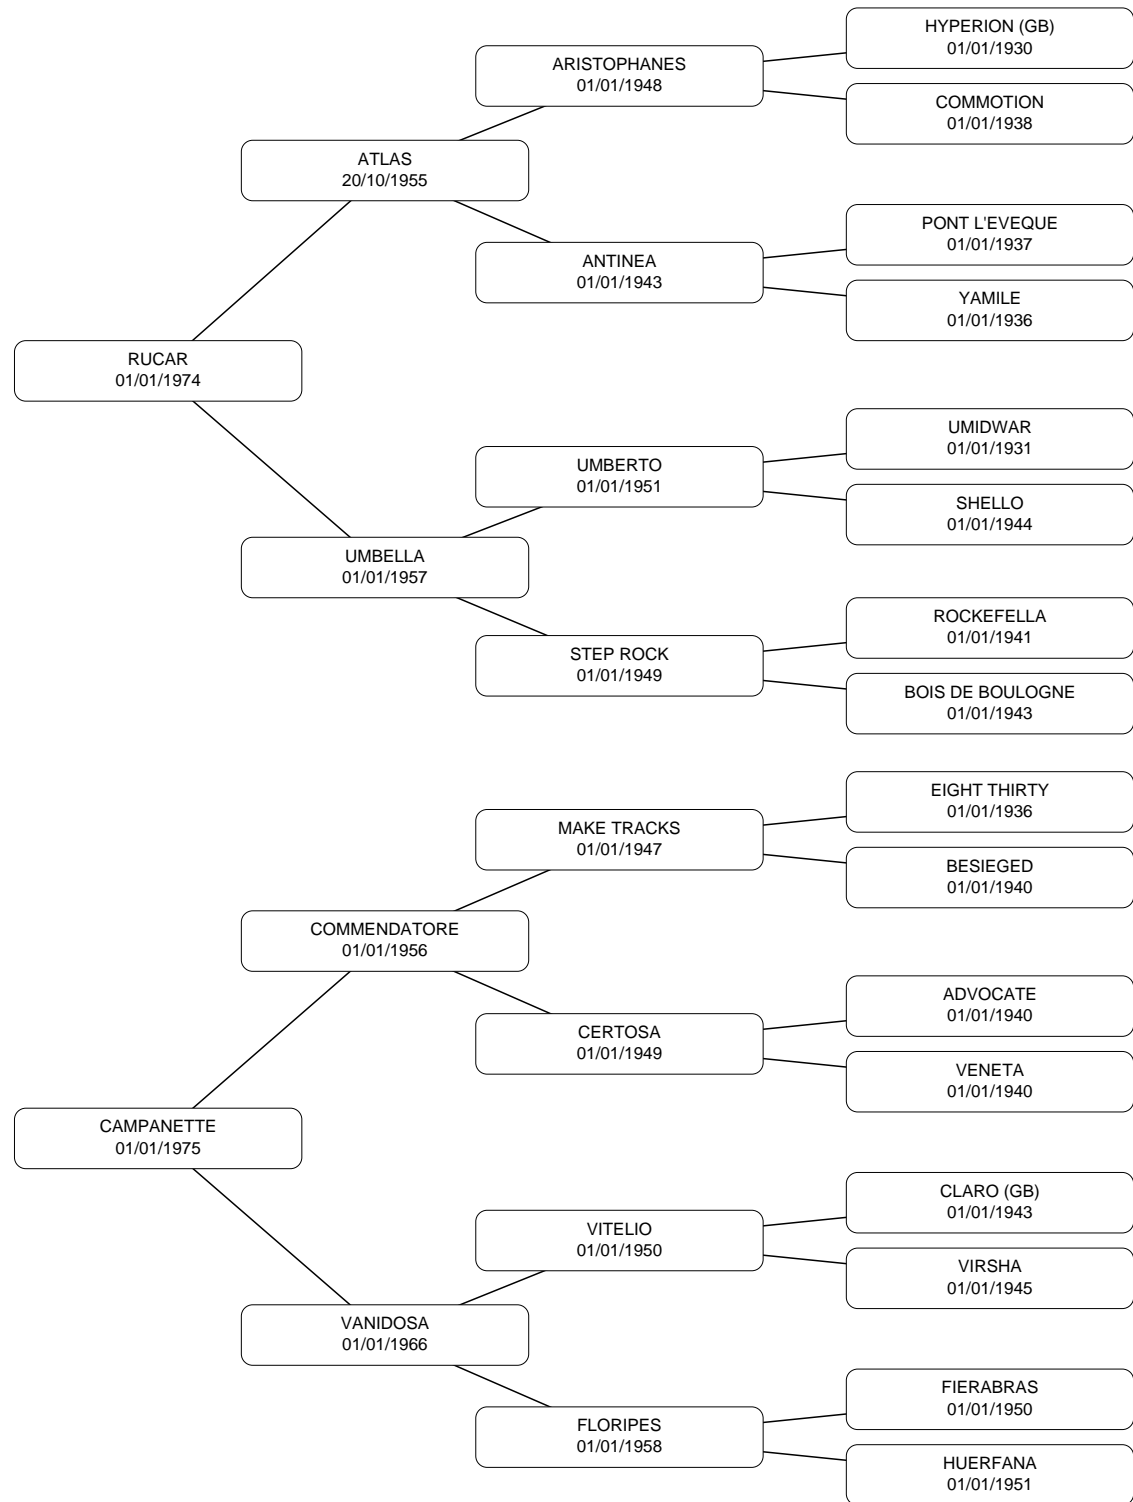 HYPERION (GB)
01/01/1930
ARISTOPHANES
01/01/1948
COMMOTION
01/01/1938
ATLAS
20/10/1955
PONT L'EVEQUE
01/01/1937
ANTINEA
01/01/1943
YAMILE
01/01/1936
RUCAR
01/01/1974
UMIDWAR
01/01/1931
UMBERTO
01/01/1951
SHELLO
01/01/1944
UMBELLA
01/01/1957
ROCKEFELLA
01/01/1941
STEP ROCK
01/01/1949
BOIS DE BOULOGNE
01/01/1943
EIGHT THIRTY
01/01/1936
MAKE TRACKS
01/01/1947
BESIEGED
01/01/1940
COMMENDATORE
01/01/1956
ADVOCATE
01/01/1940
CERTOSA
01/01/1949
VENETA
01/01/1940
CAMPANETTE
01/01/1975
CLARO (GB)
01/01/1943
VITELIO
01/01/1950
VIRSHA
01/01/1945
VANIDOSA
01/01/1966
FIERABRAS
01/01/1950
FLORIPES
01/01/1958
HUERFANA
01/01/1951